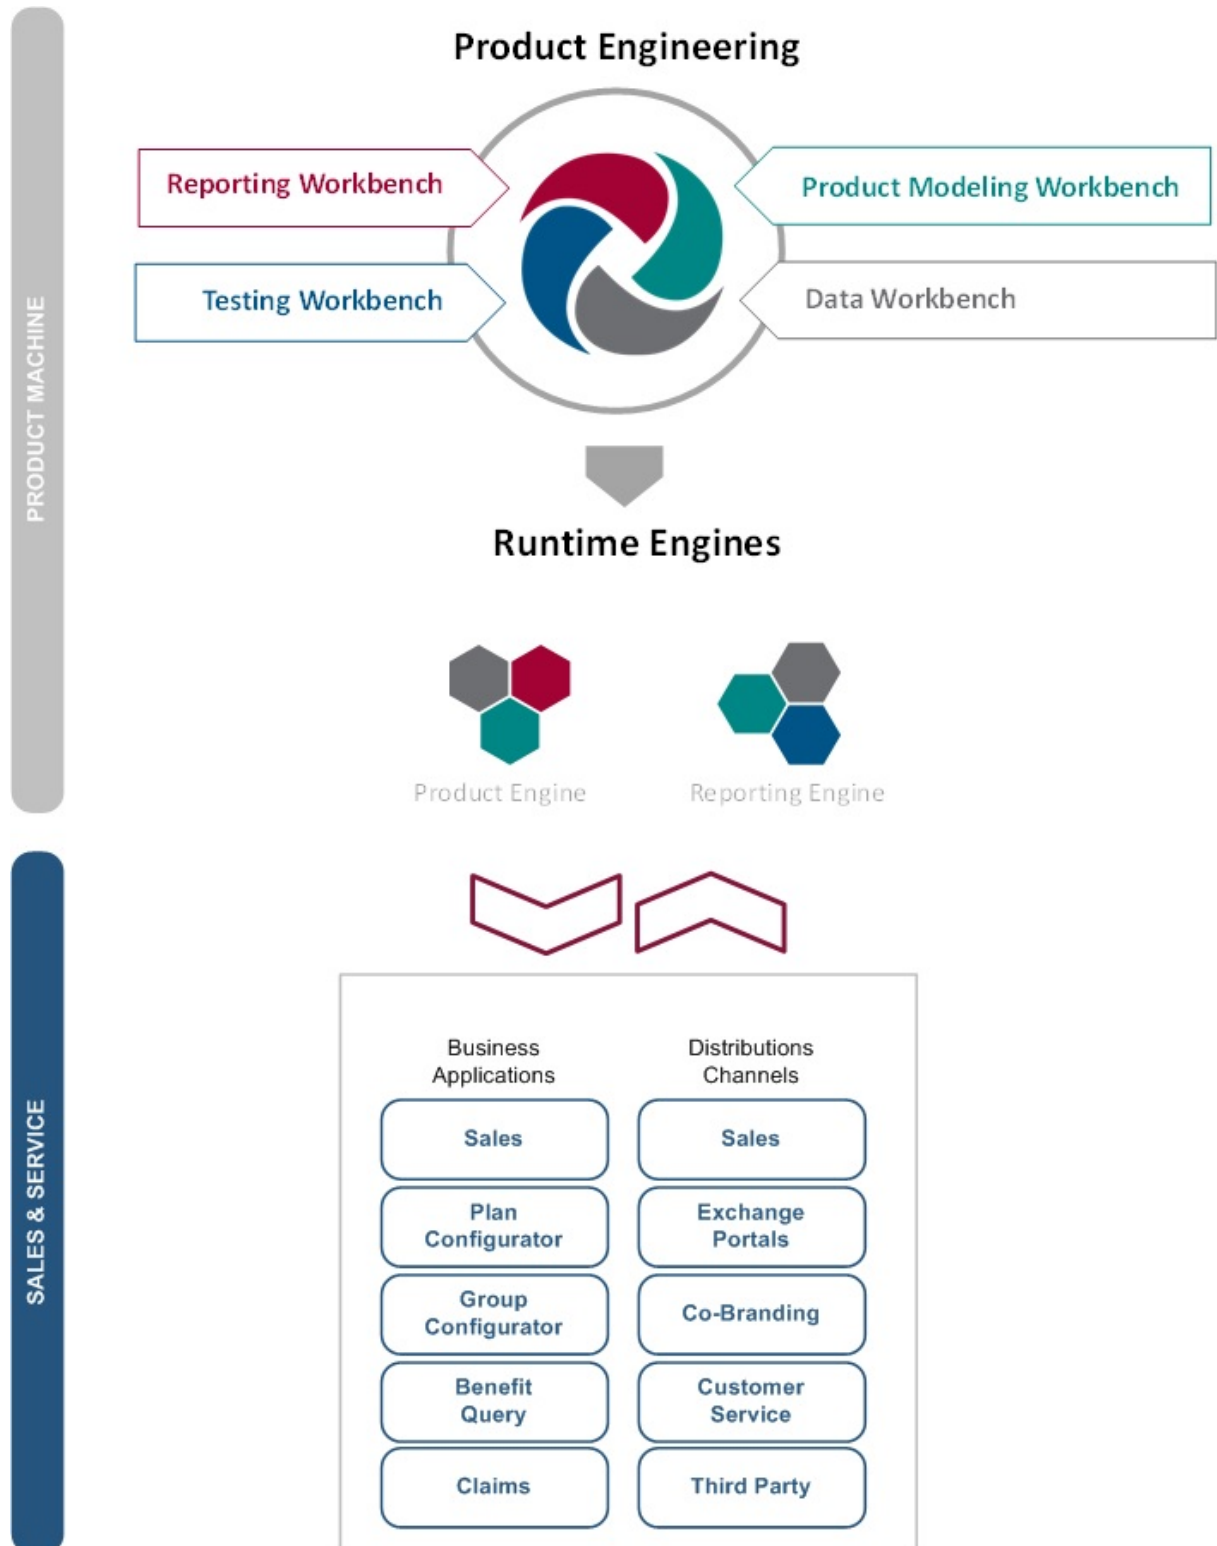 Product Engineering
Reporting Workbench
Product Modeling Workbench
Testing Workbench
Data Workbench
PRODUCT MACHINE
Runtime Engines
Product Engine
Reporting Engine
SALES & SERVICE
Business
Applications
Sales
Plan
Configurator
Group
Configurator
Benefit
Query
Claims
Distributions
Channels
Sales
Exchange
Portals
Co-Branding
Customer
Service
Third Party